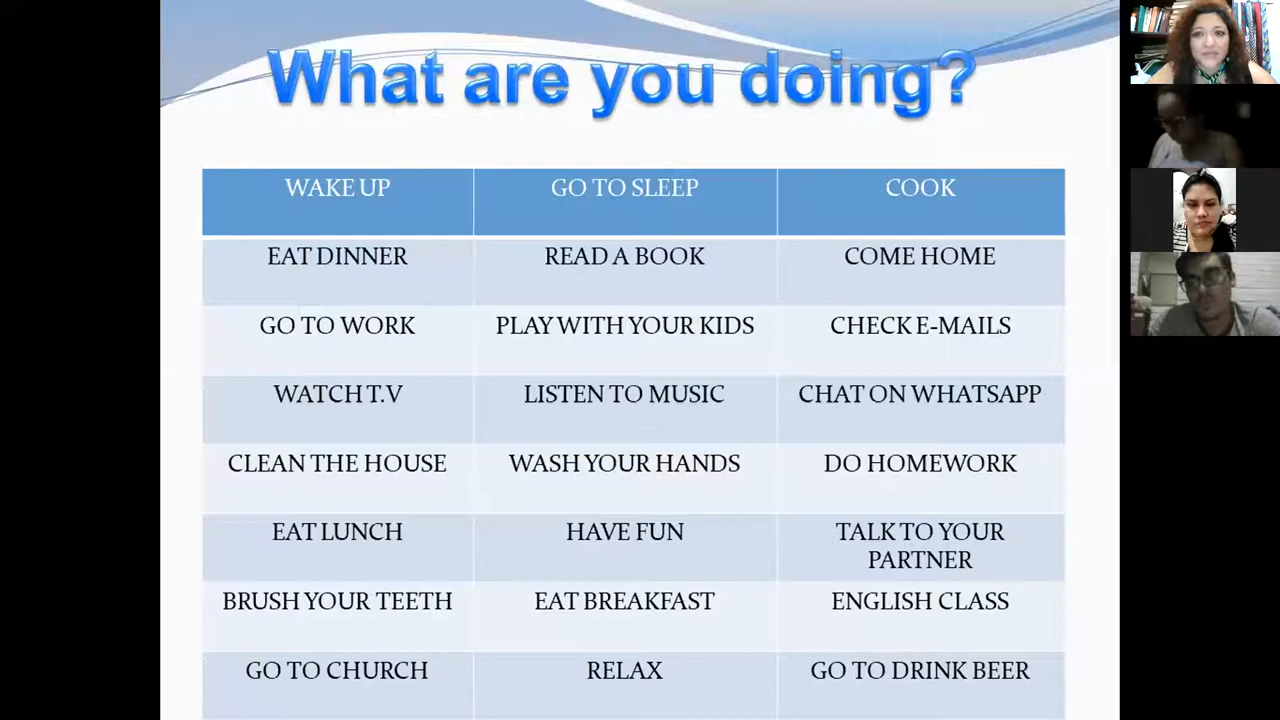 What are you doing?
WAKE UP GO TO SLEEP COOK
EAT DINNER READ A BOOK COME HOME
GO TO WORK PLAY WITH YOUR KIDS CHECK E-MAILS
WATCH T.V LISTEN TO MUSIC CHAT ON WHATSAPP
CLEAN THE HOUSE WASH YOUR HANDS DO HOMEWORK
EAT LUNCH HAVE FUN TALK TO YOUR
PARTNER
BRUSH YOUR TEETH EAT BREAKFAST ENGLISH CLASS
GO TO CHURCH RELAX GO TO DRINK BEER